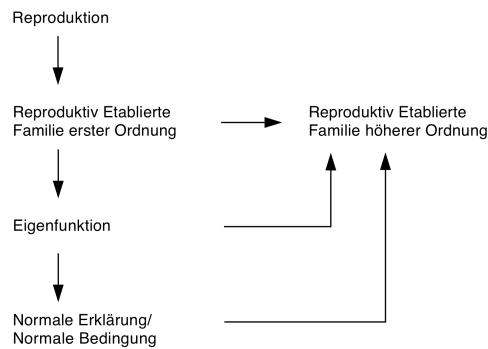 Reproduktion
Reproduktiv Etablierte
Familie erster Ordnung
Reproduktiv Etablierte
Familie höherer Ordnung
Eigenfunktion
Normale Erklärung/
Normale Bedingung